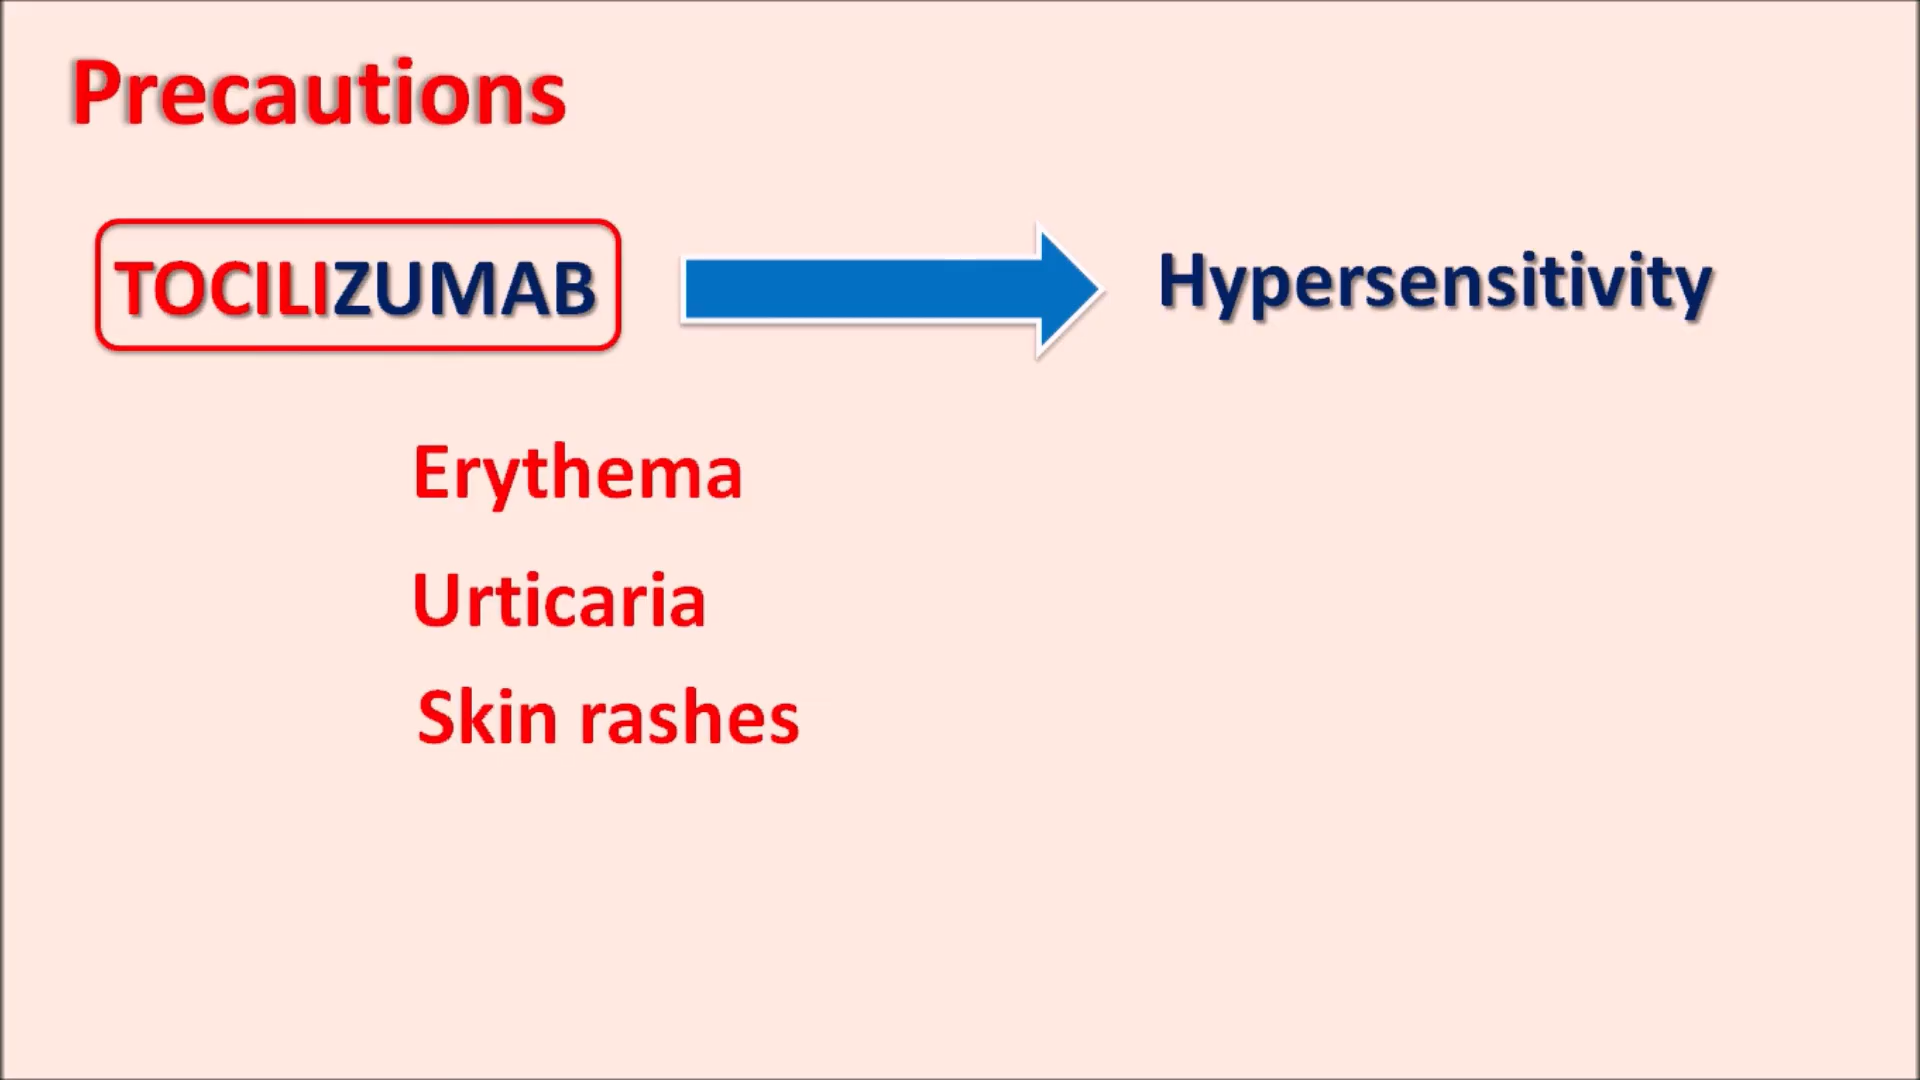 Precautions
TOCILIZUMAB
Hypersensitivity
Erythema
Urticaria
Skin rashes